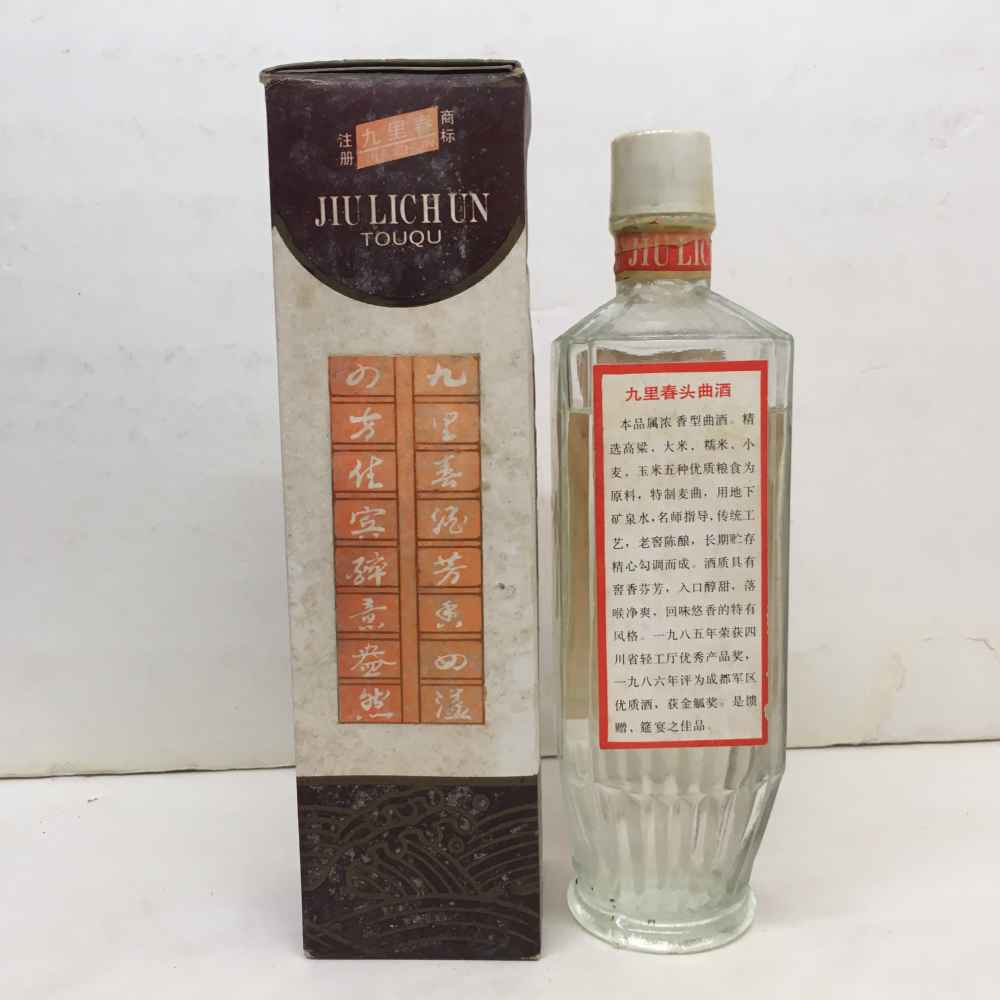 注册
九里春
商标
JIU LICHUN
TOUQU
九里春酒芳香四溢
四方佳宾醉意盎然
JIU LIC
九里春头曲酒
本品属浓香型曲酒。精
选高粱、大米、糯米、小
麦、玉米五种优质粮食为
原料，特制麦曲，用地下
矿泉水，名师指导，传统工
艺，老窖陈酿，长期贮存
精心勾调而成。酒质具有
窖香芬芳，入口醇甜，落
喉净爽，回味悠香的特有
风格。一九八五年荣获四
川省轻工厅优秀产品奖，
一九八六年评为成都军区
优质酒，获金觚奖。是馈
赠、筵宴之佳品。